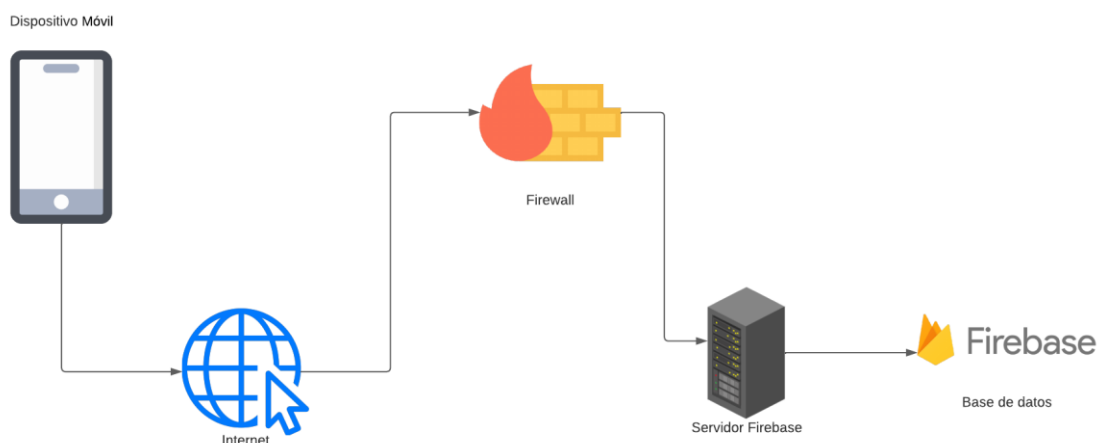 Dispositivo Móvil
Firewall
Firebase
Base de datos
Servidor Firebase
Internet